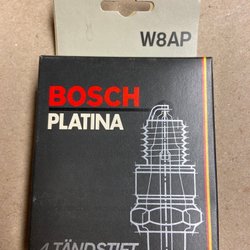 W8AP
BOSCH
PLATINA
4 TÄNDSTIFT